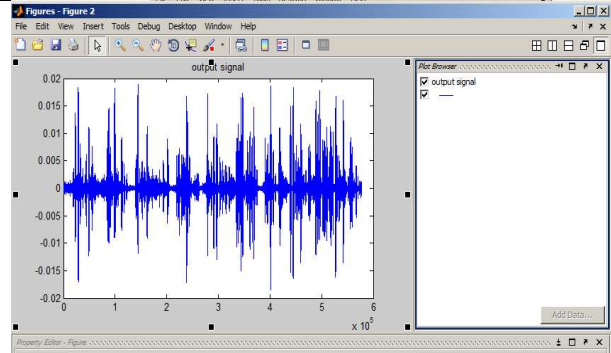 Figures - Figure 2
File Edit View Insert Tools Debug Desktop Window Help
output signal
0.02
0.015
0.01
0.005
0
-0.005
-0.01
-0.015
-0.02
0 1 2 3 4 5 6
x 10^5
Plot Browser
output signal
Add Data...
Property Editor - Figure